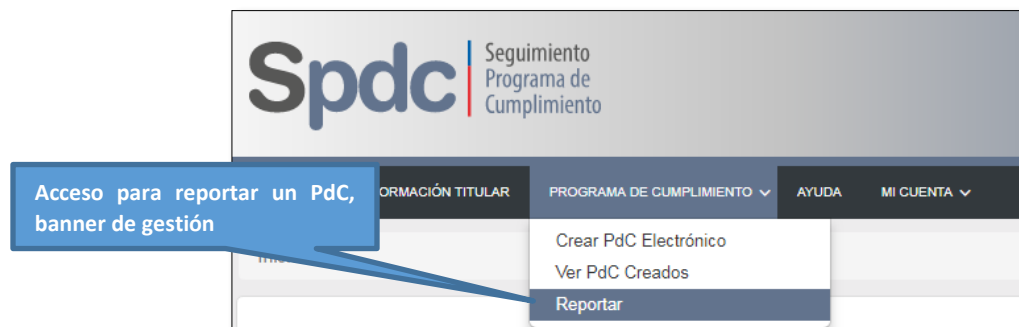 Spdc
Seguimiento
Programa de
Cumplimiento
Acceso para reportar un PdC,
banner de gestión
ORMACIÓN TITULAR
PROGRAMA DE CUMPLIMIENTO
AYUDA
MI CUENTA
Crear PdC Electrónico
Ver PdC Creados
Reportar